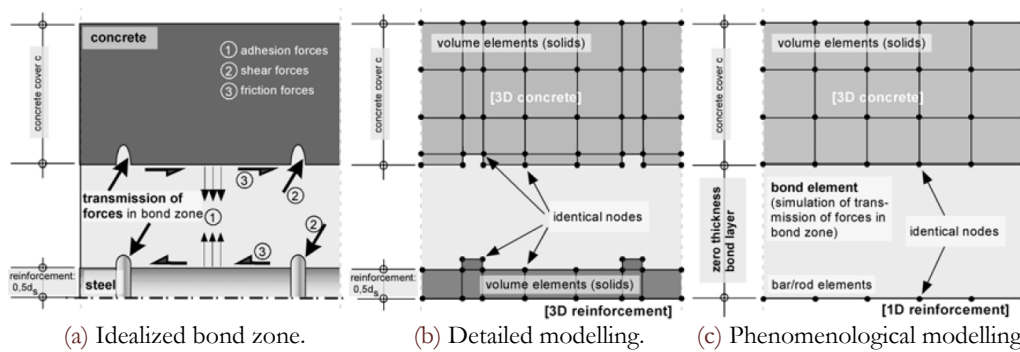 concrete
① adhesion forces
② shear forces
③ friction forces
concrete cover c
③
②
transmission of
forces in bond zone
①
②
③
reinforcement:
0,5dₛ
steel
(a) Idealized bond zone.
concrete cover c
volume elements (solids)
[3D concrete]
identical nodes
reinforcement:
0,5dₛ
volume elements (solids)
[3D reinforcement]
(b) Detailed modelling.
concrete cover c
volume elements (solids)
[3D concrete]
zero thickness
bond layer
bond element
(simulation of trans-
mission of forces in
bond zone)
identical nodes
bar/rod elements
[1D reinforcement]
(c) Phenomenological modelling